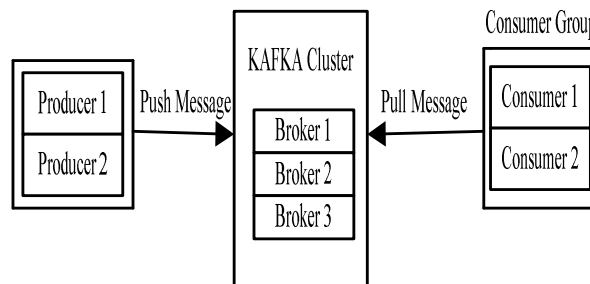 Producer 1
Producer 2
Push Message
KAFKA Cluster
Broker 1
Broker 2
Broker 3
Pull Message
Consumer Group
Consumer 1
Consumer 2